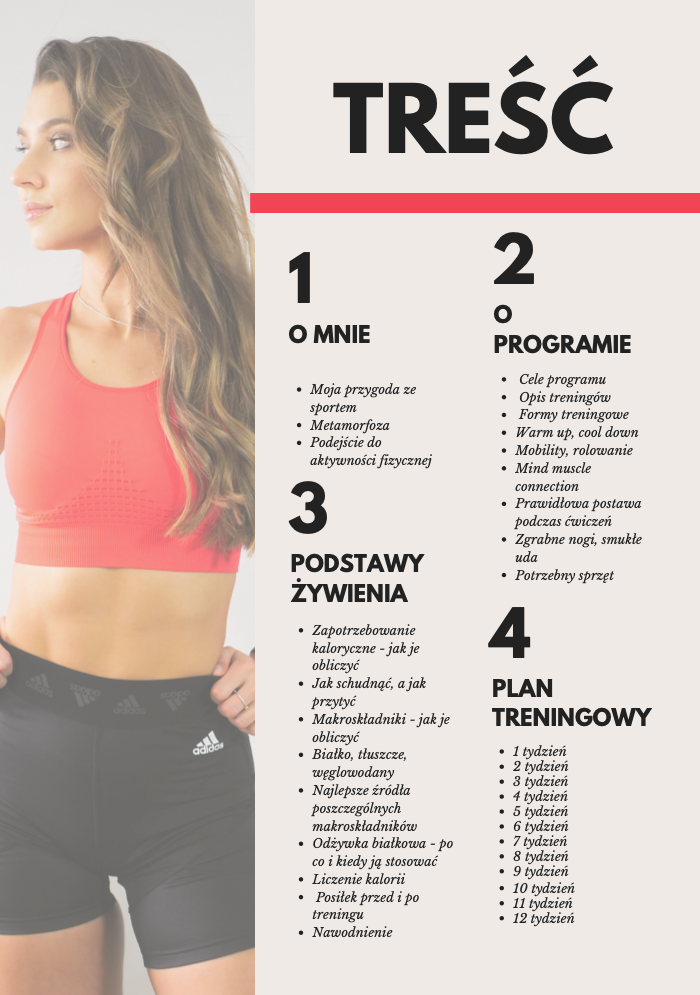 TREŚĆ
1
O MNIE
• Moja przygoda ze
sportem
• Metamorfoza
• Podejście do
aktywności fizycznej
2
O
PROGRAMIE
• Cele programu
• Opis treningów
• Formy treningowe
• Warm up, cool down
• Mobility, rolowanie
• Mind muscle
connection
• Prawidłowa postawa
podczas ćwiczeń
• Zgrabne nogi, smukłe
uda
• Potrzebny sprzęt
3
PODSTAWY
ŻYWIENIA
• Zapotrzebowanie
kaloryczne - jak je
obliczyć
• Jak schudnąć, a jak
przytyć
• Makroskładniki - jak je
obliczyć
• Białko, tłuszcze,
węglowodany
• Najlepsze źródła
poszczególnych
makroskładników
• Odżywka białkowa - po
co i kiedy ją stosować
• Liczenie kalorii
• Posiłek przed i po
treningu
• Nawodnienie
4
PLAN
TRENINGOWY
• 1 tydzień
• 2 tydzień
• 3 tydzień
• 4 tydzień
• 5 tydzień
• 6 tydzień
• 7 tydzień
• 8 tydzień
• 9 tydzień
• 10 tydzień
• 11 tydzień
• 12 tydzień
adidas